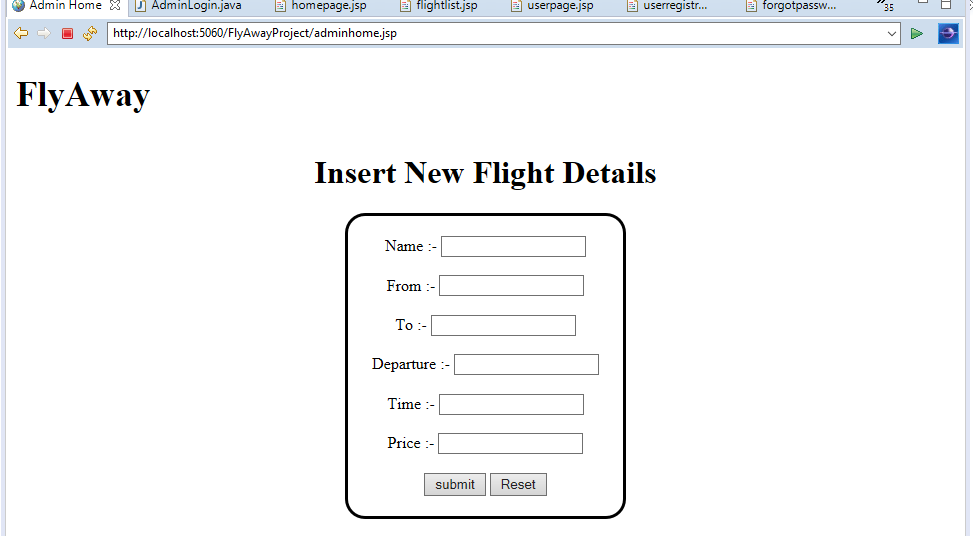 Admin Home AdminLogin.java homepage.jsp flightlist.jsp userpage.jsp userregistr... forgotpassw... 35
http://localhost:5060/FlyAwayProject/adminhome.jsp
FlyAway
Insert New Flight Details
Name :-
From :-
To :-
Departure :-
Time :-
Price :-
submit Reset